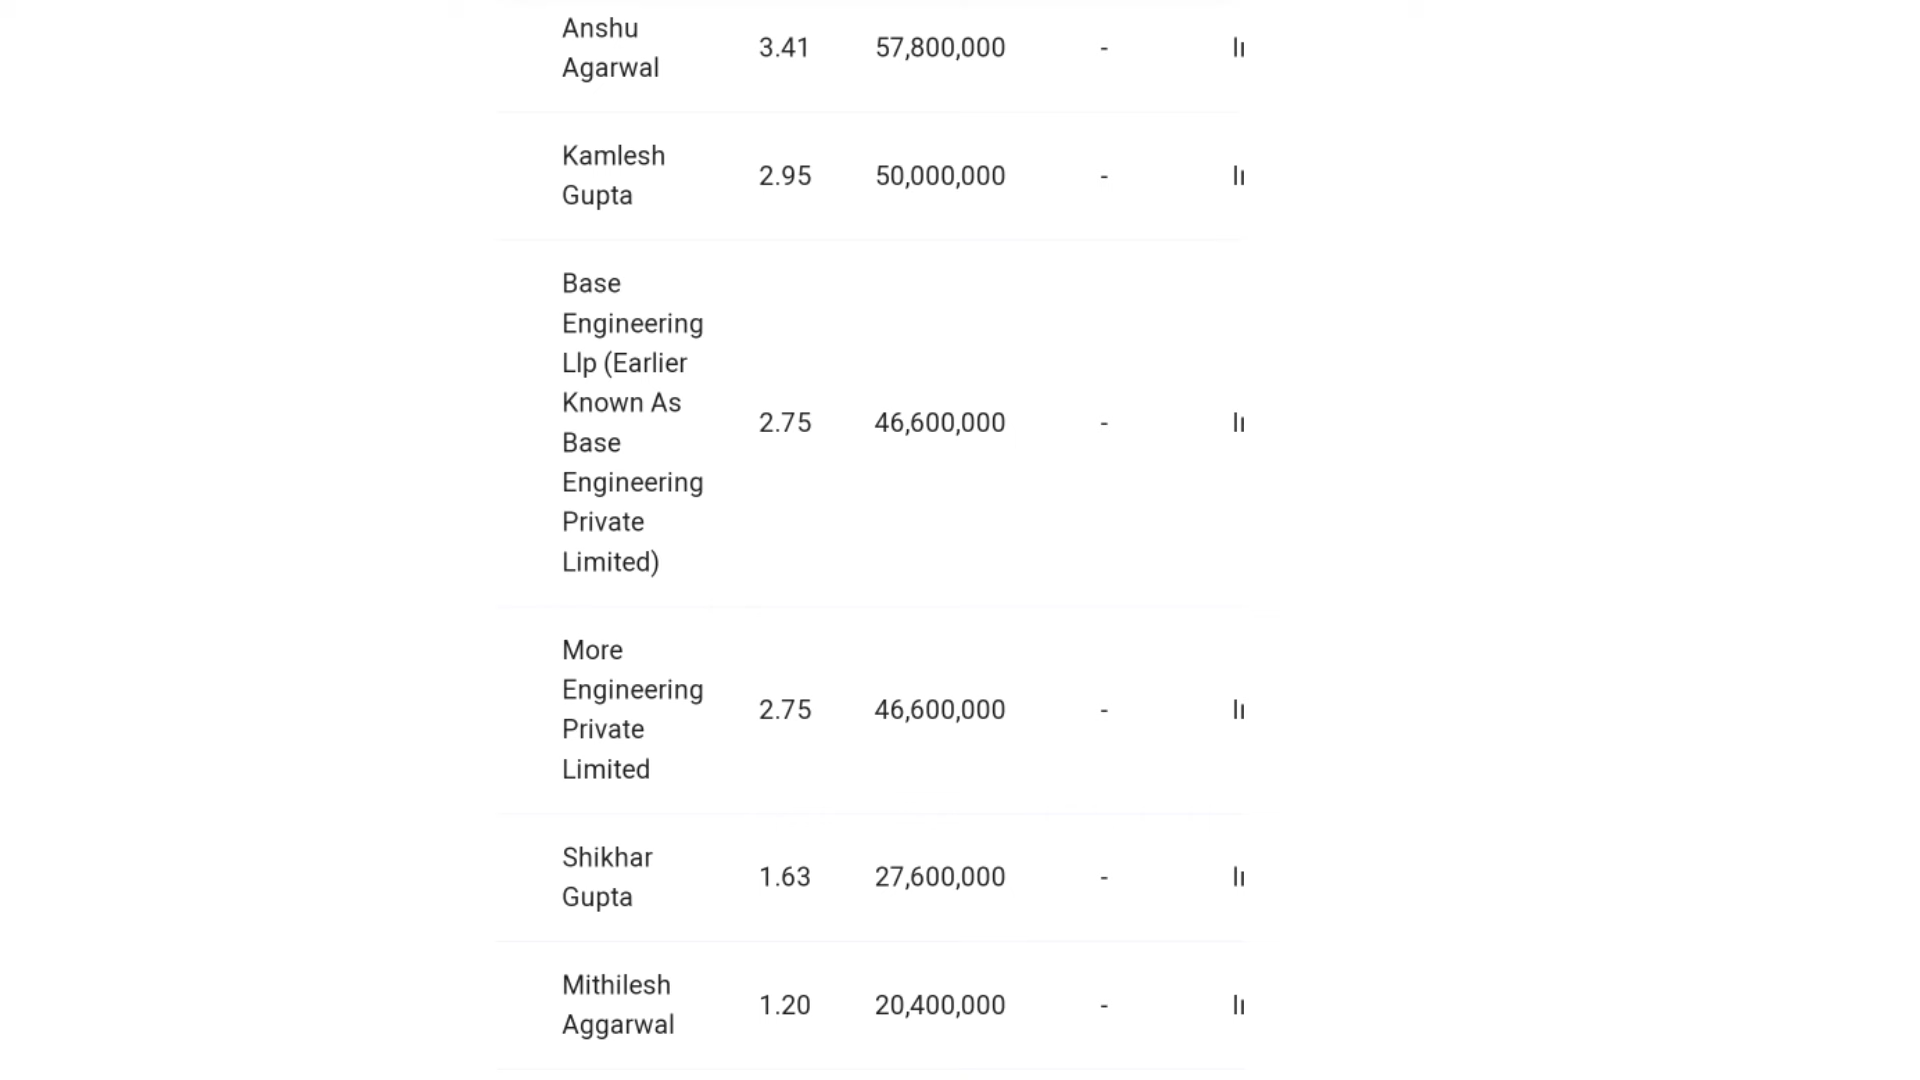 Anshu
Agarwal
3.41 57,800,000 -
Kamlesh
Gupta
2.95 50,000,000 -
Base
Engineering
Llp (Earlier
Known As
Base
Engineering
Private
Limited)
2.75 46,600,000 -
More
Engineering
Private
Limited
2.75 46,600,000 -
Shikhar
Gupta
1.63 27,600,000 -
Mithilesh
Aggarwal
1.20 20,400,000 -